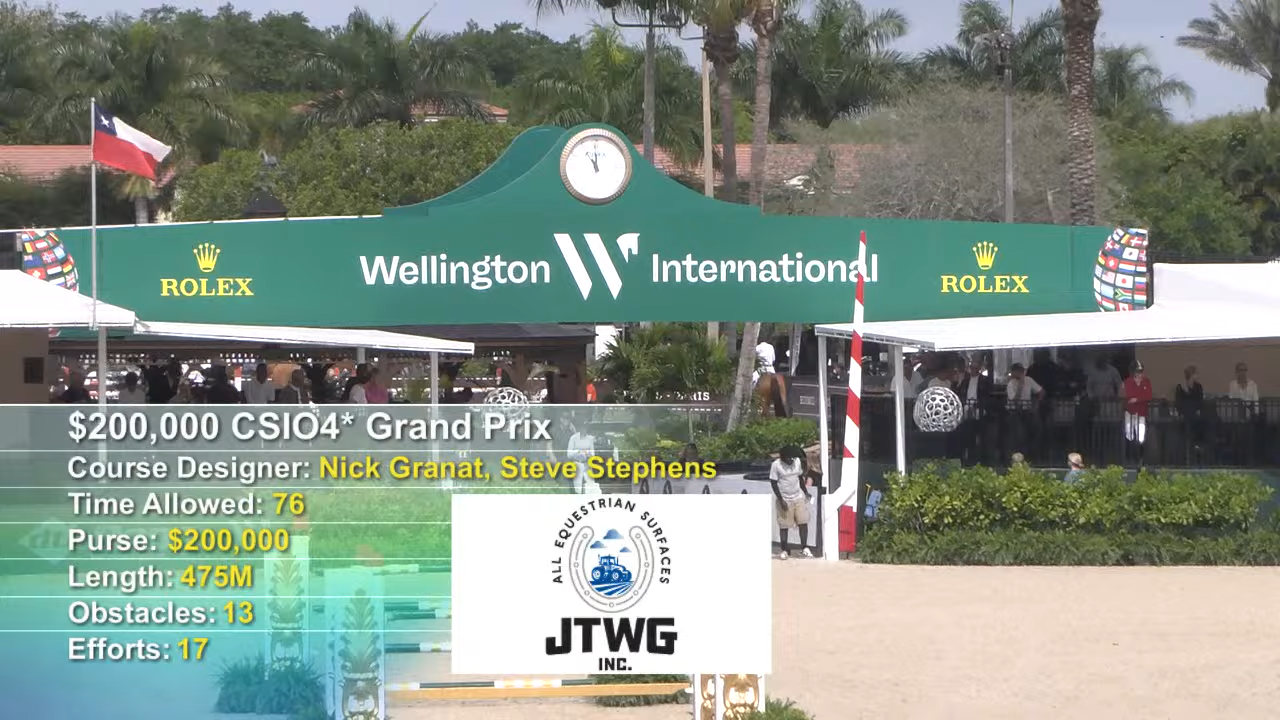 ROLEX
Wellington International
ROLEX
$200,000 CSIO4* Grand Prix
Course Designer: Nick Granat, Steve Stephens
Time Allowed: 76
Purse: $200,000
Length: 475M
Obstacles: 13
Efforts: 17
ALL EQUESTRIAN SURFACES
JTWG
INC.